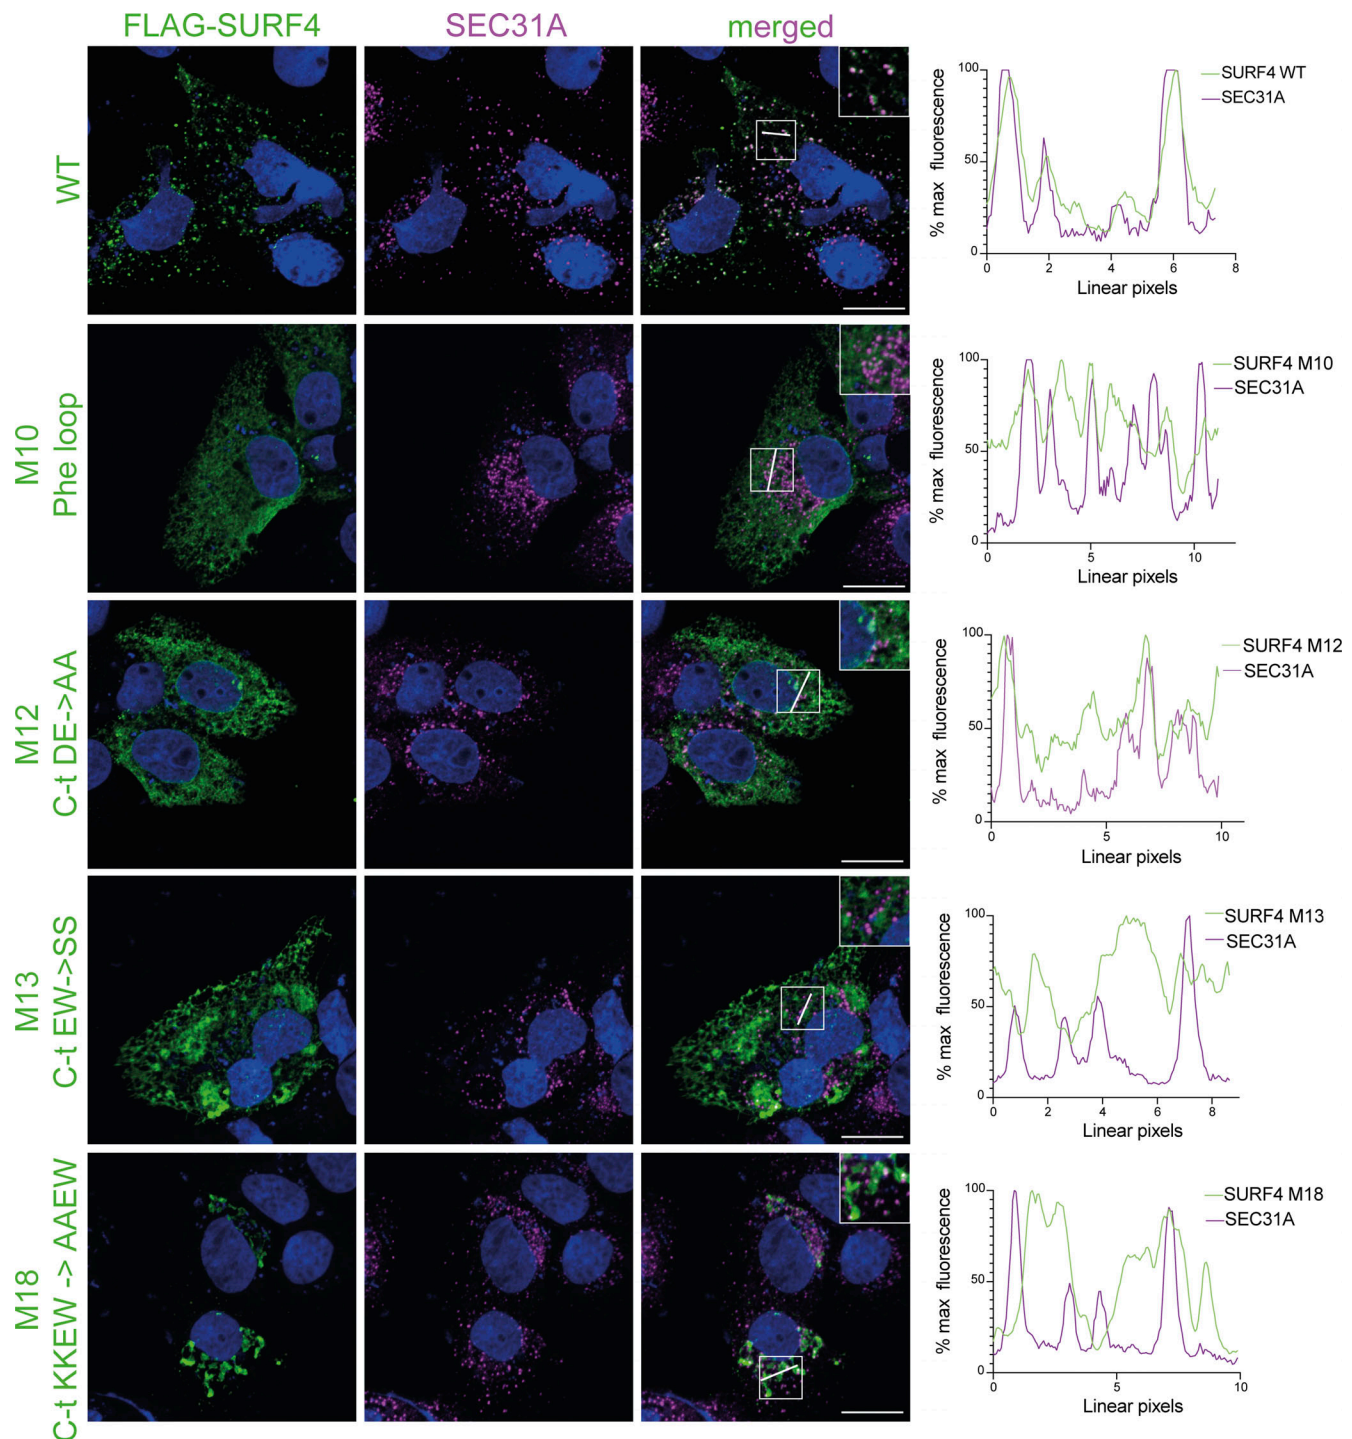 FLAG-SURF4 SEC31A merged
WT
100
50
0
% max fluorescence
0 2 4 6 8
Linear pixels
SURF4 WT
SEC31A
M10
Phe loop
100
50
0
% max fluorescence
0 5 10
Linear pixels
SURF4 M10
SEC31A
M12
C-t DE->AA
100
50
0
% max fluorescence
0 5 10
Linear pixels
SURF4 M12
SEC31A
M13
C-t EW->SS
100
50
0
% max fluorescence
0 2 4 6 8
Linear pixels
SURF4 M13
SEC31A
M18
C-t KKEW -> AAEW
100
50
0
% max fluorescence
0 5 10
Linear pixels
SURF4 M18
SEC31A